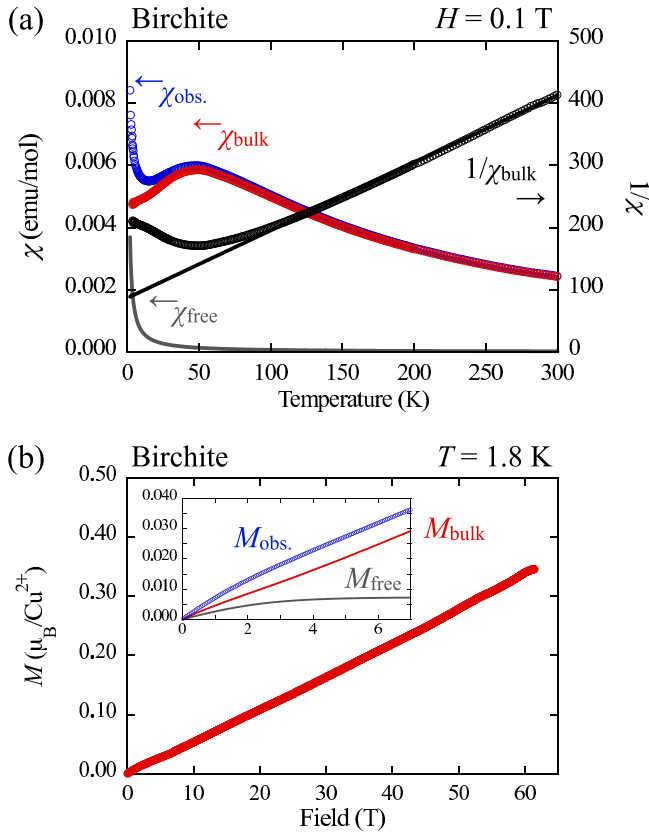 (a) Birchite H = 0.1 T
0.010 500
χobs.
0.008 400
χbulk
0.006 300
1/χbulk
χ (emu/mol) 1/χ
0.004 200
0.002 100
χfree
0.000 0
0 50 100 150 200 250 300
Temperature (K)
(b) Birchite T = 1.8 K
0.50
0.040
0.030
0.020
0.010
0.000
0 2 4 6
Mobs.
Mbulk
Mfree
0.40
0.30
M (μB/Cu2+)
0.20
0.10
0.00
0 10 20 30 40 50 60
Field (T)